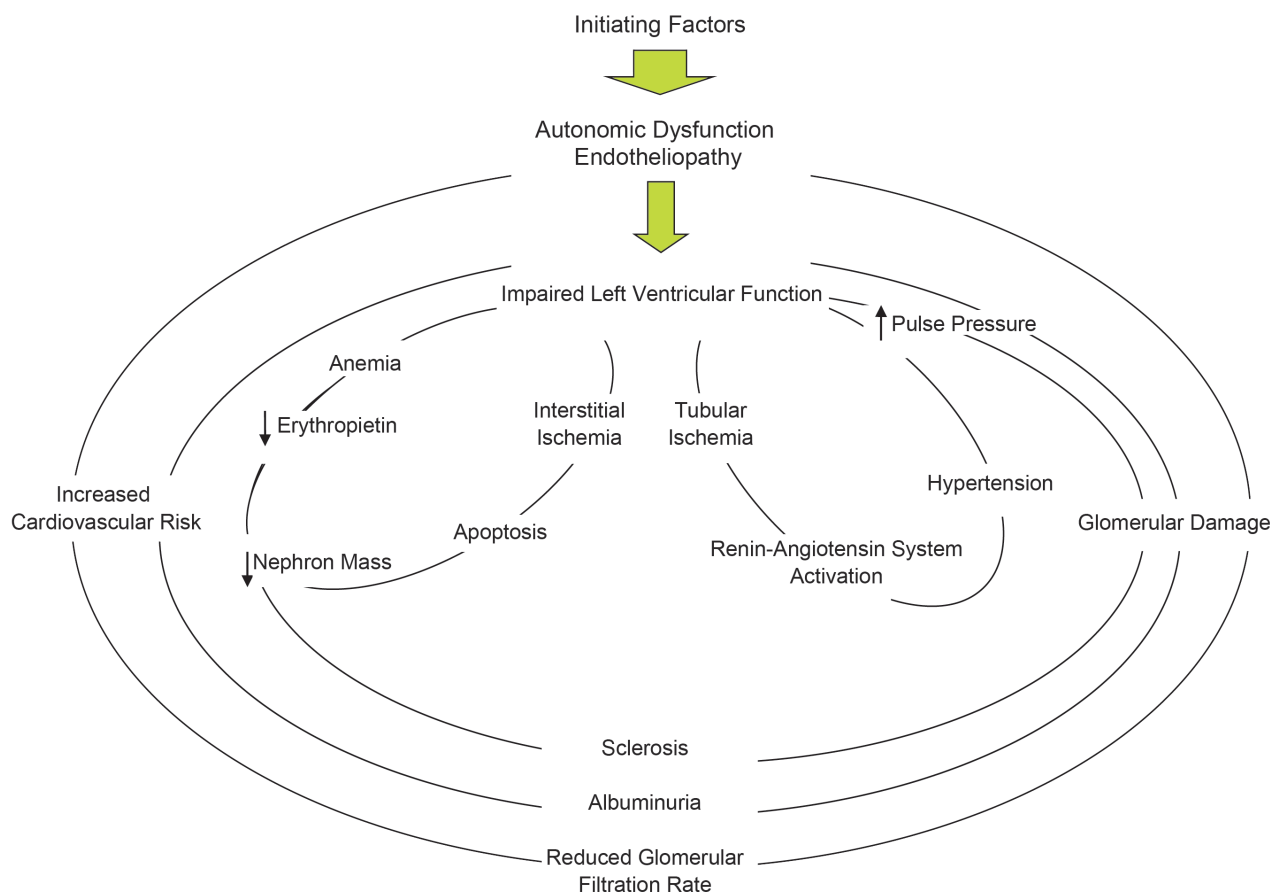 Initiating Factors
Autonomic Dysfunction
Endotheliopathy
Impaired Left Ventricular Function
Pulse Pressure
Anemia
Erythropietin
Interstitial
Ischemia
Tubular
Ischemia
Hypertension
Increased
Cardiovascular Risk
Glomerular Damage
Apoptosis
Renin-Angiotensin System
Activation
Nephron Mass
Sclerosis
Albuminuria
Reduced Glomerular
Filtration Rate